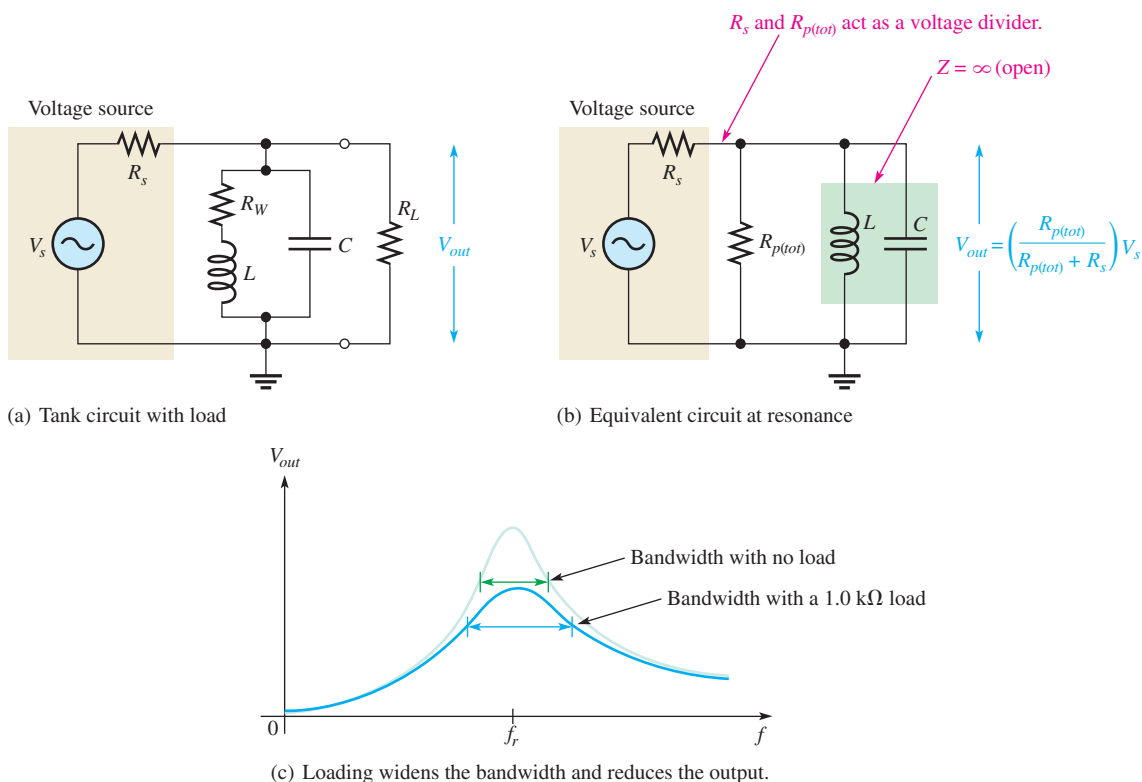 R_s and R_p(tot) act as a voltage divider.
Z = ∞ (open)
Voltage source
R_s
V_s
R_W
L
C
R_L
V_out
(a) Tank circuit with load
Voltage source
R_s
V_s
R_p(tot)
L
C
V_out = (R_p(tot) / (R_p(tot) + R_s)) V_s
(b) Equivalent circuit at resonance
V_out
Bandwidth with no load
Bandwidth with a 1.0 kΩ load
0
f_r
f
(c) Loading widens the bandwidth and reduces the output.